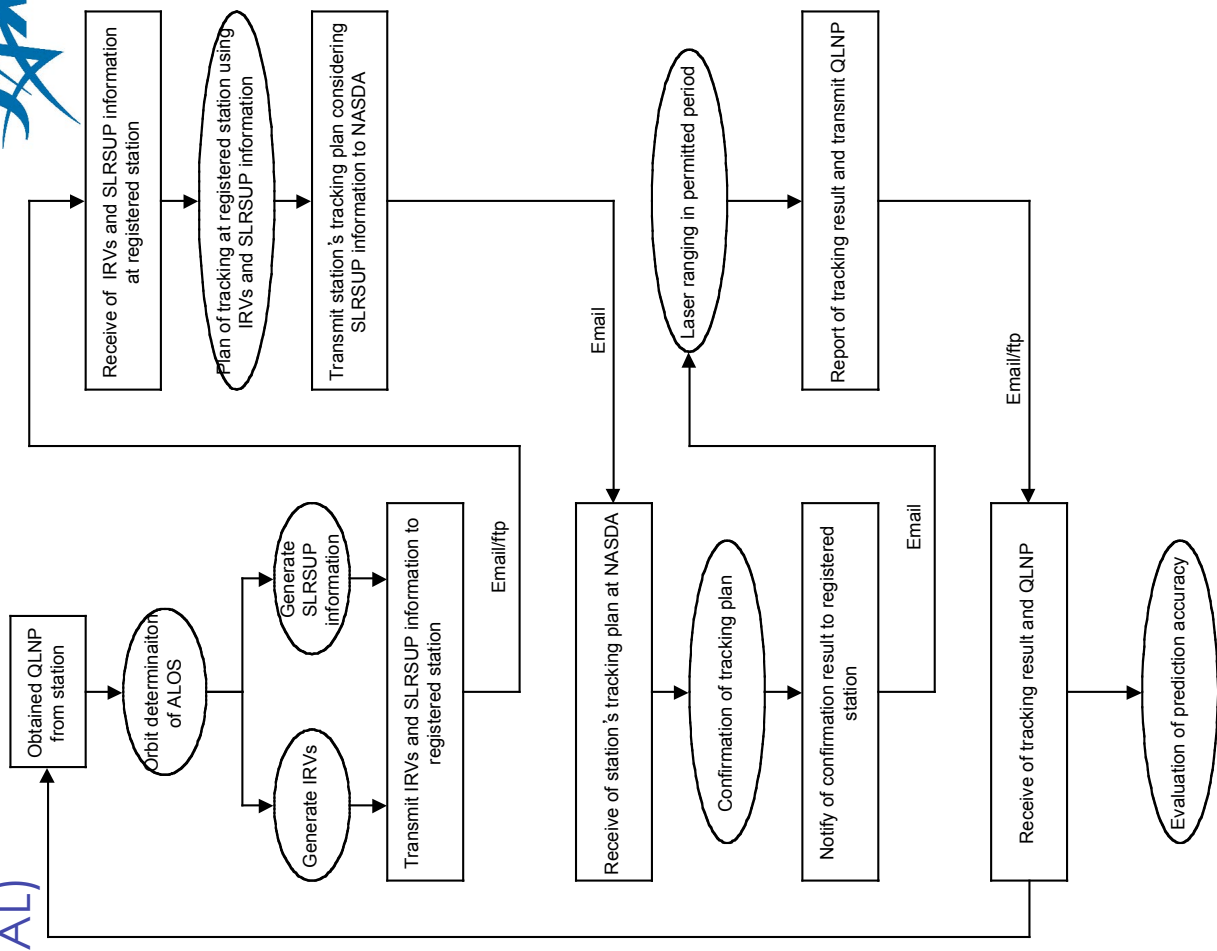 AL)
Obtained QLNP
from station
Orbit determinaiton
of ALOS
Generate IRVs
Generate
SLRSUP
information
Transmit IRVs and SLRSUP information to
registered station
Email/ftp
Receive of IRVs and SLRSUP information
at registered station
Plan of tracking at registered station using
IRVs and SLRSUP information
Transmit station's tracking plan considering
SLRSUP information to NASDA
Email
Receive of station's tracking plan at NASDA
Confirmation of tracking plan
Notify of confirmation result to registered
station
Email
Laser ranging in permitted period
Report of tracking result and transmit QLNP
Email/ftp
Receive of tracking result and QLNP
Evaluation of prediction accuracy